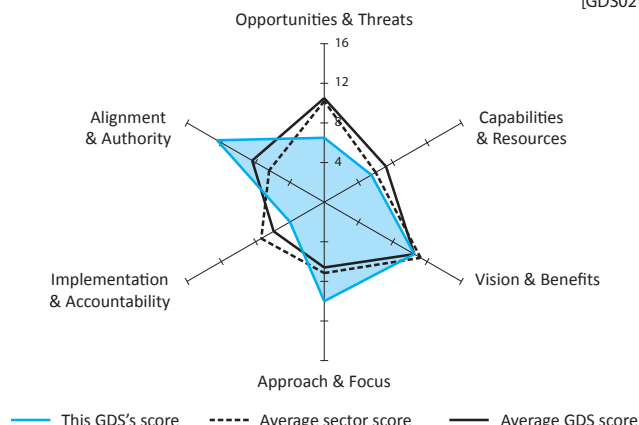 [GDS02
Opportunities & Threats
16
12
8
4
Alignment
& Authority
Capabilities
& Resources
Implementation
& Accountability
Vision & Benefits
Approach & Focus
This GDS's score
Average sector score
Average GDS score